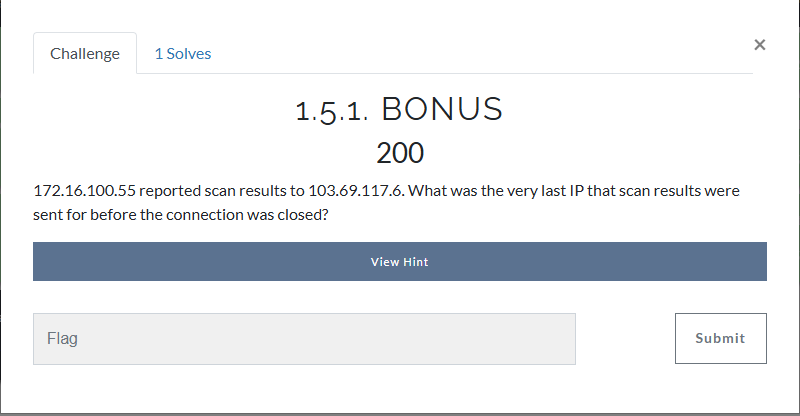 Challenge
1 Solves
×
1.5.1. BONUS
200
172.16.100.55 reported scan results to 103.69.117.6. What was the very last IP that scan results were
sent for before the connection was closed?
View Hint
Flag
Submit